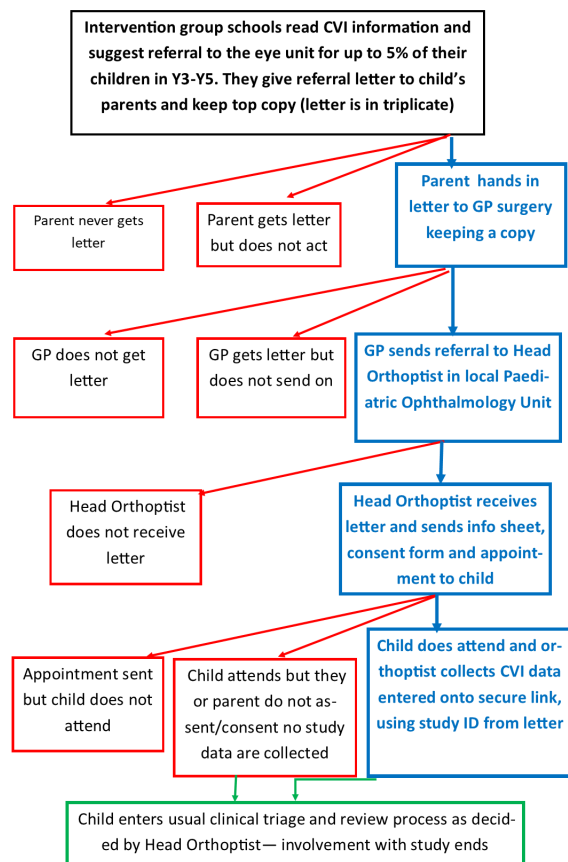 Intervention group schools read CVI information and
suggest referral to the eye unit for up to 5% of their
children in Y3-Y5. They give referral letter to child's
parents and keep top copy (letter is in triplicate)
Parent never gets
letter
Parent gets letter
but does not act
Parent hands in
letter to GP surgery
keeping a copy
GP does not get
letter
GP gets letter but
does not send on
GP sends referral to Head
Orthoptist in local Paedi-
atric Ophthalmology Unit
Head Orthoptist
does not receive
letter
Head Orthoptist receives
letter and sends info sheet,
consent form and appoint-
ment to child
Appointment sent
but child does not
attend
Child attends but they
or parent do not as-
sent/consent no study
data are collected
Child does attend and or-
thoptist collects CVI data
entered onto secure link,
using study ID from letter
Child enters usual clinical triage and review process as decid-
ed by Head Orthoptist— involvement with study ends